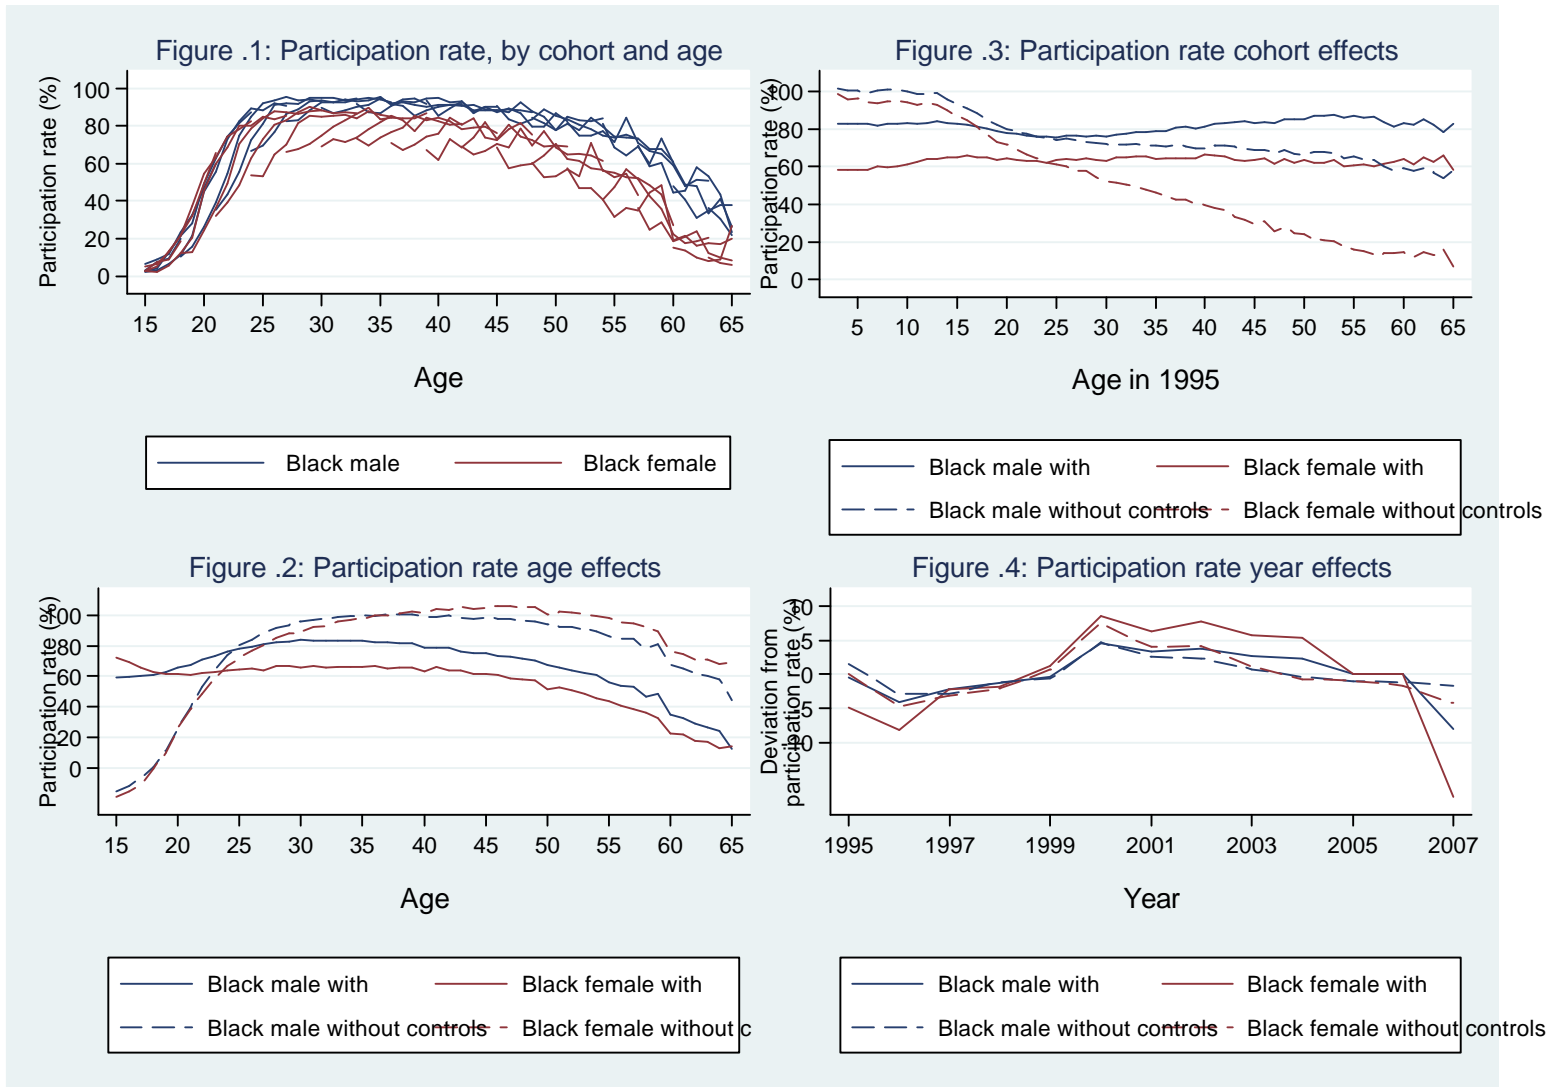 Figure .1: Participation rate, by cohort and age
Participation rate (%)
100
80
60
40
20
0
15 20 25 30 35 40 45 50 55 60 65
Age
Black male Black female
Figure .3: Participation rate cohort effects
Participation rate (%)
100
80
60
40
20
0
5 10 15 20 25 30 35 40 45 50 55 60 65
Age in 1995
Black male with Black female with
Black male without controls Black female without controls
Figure .2: Participation rate age effects
Participation rate (%)
100
80
60
40
20
0
15 20 25 30 35 40 45 50 55 60 65
Age
Black male with Black female with
Black male without controls Black female without c
Figure .4: Participation rate year effects
Deviation from
participation rate (%)
10
5
0
-5
-10
1995 1997 1999 2001 2003 2005 2007
Year
Black male with Black female with
Black male without controls Black female without controls